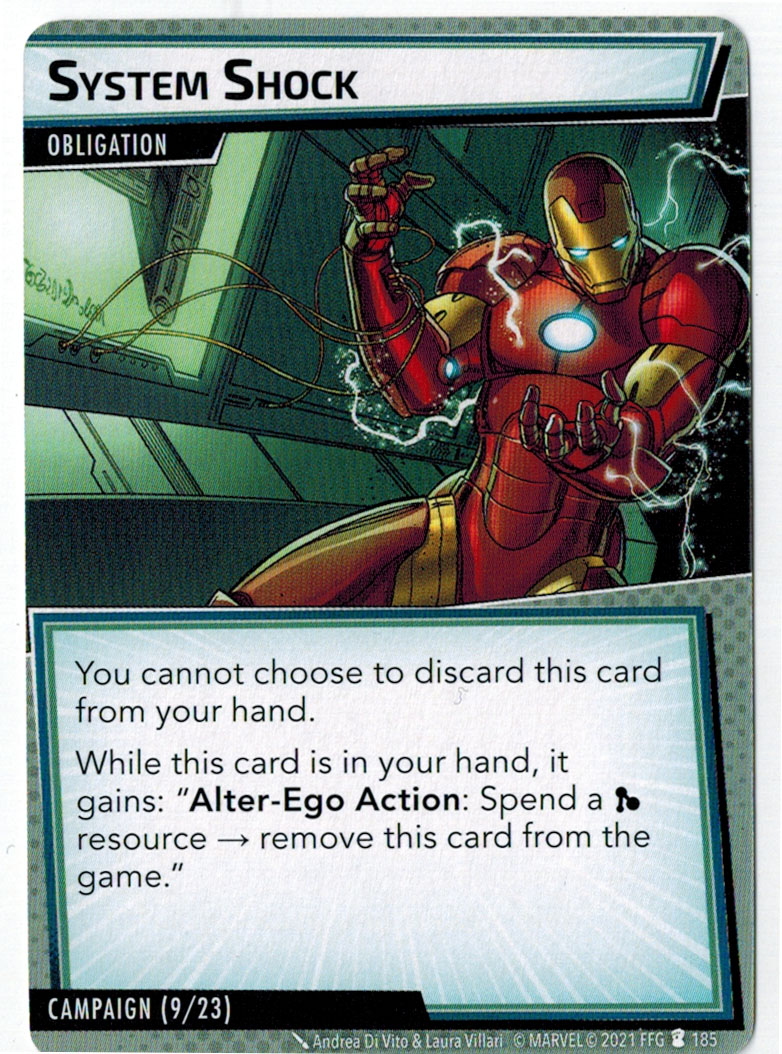 System Shock
OBLIGATION
You cannot choose to discard this card
from your hand.
While this card is in your hand, it
gains: “Alter-Ego Action: Spend a
resource → remove this card from the
game.”
CAMPAIGN (9/23)
Andrea Di Vito & Laura Villari © MARVEL © 2021 FFG 185